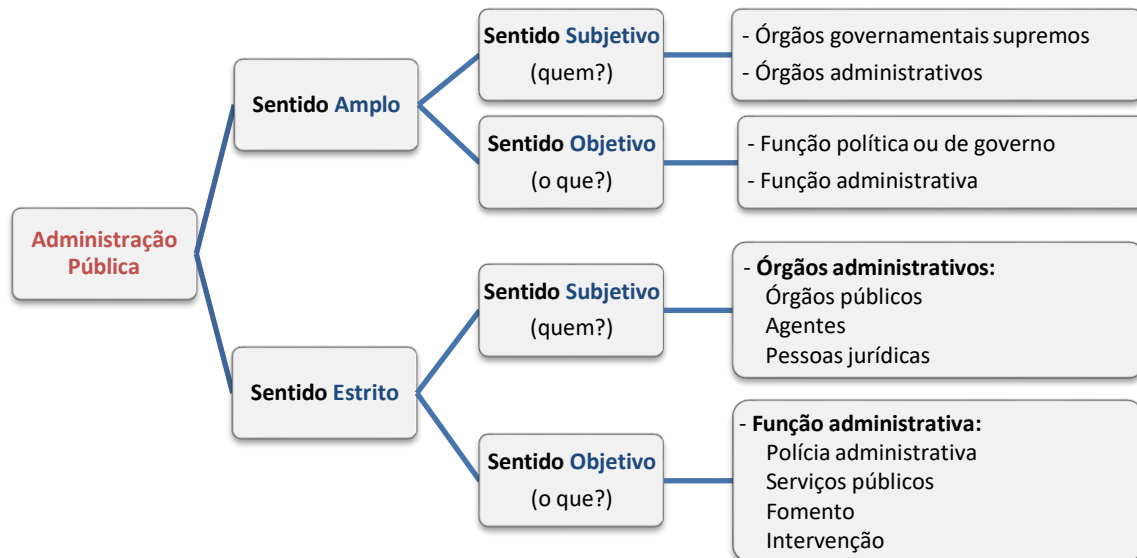 Administração
Pública
Sentido Amplo
Sentido Subjetivo
(quem?)
- Órgãos governamentais supremos
- Órgãos administrativos
Sentido Objetivo
(o que?)
- Função política ou de governo
- Função administrativa
Sentido Estrito
Sentido Subjetivo
(quem?)
- Órgãos administrativos:
Órgãos públicos
Agentes
Pessoas jurídicas
Sentido Objetivo
(o que?)
- Função administrativa:
Polícia administrativa
Serviços públicos
Fomento
Intervenção